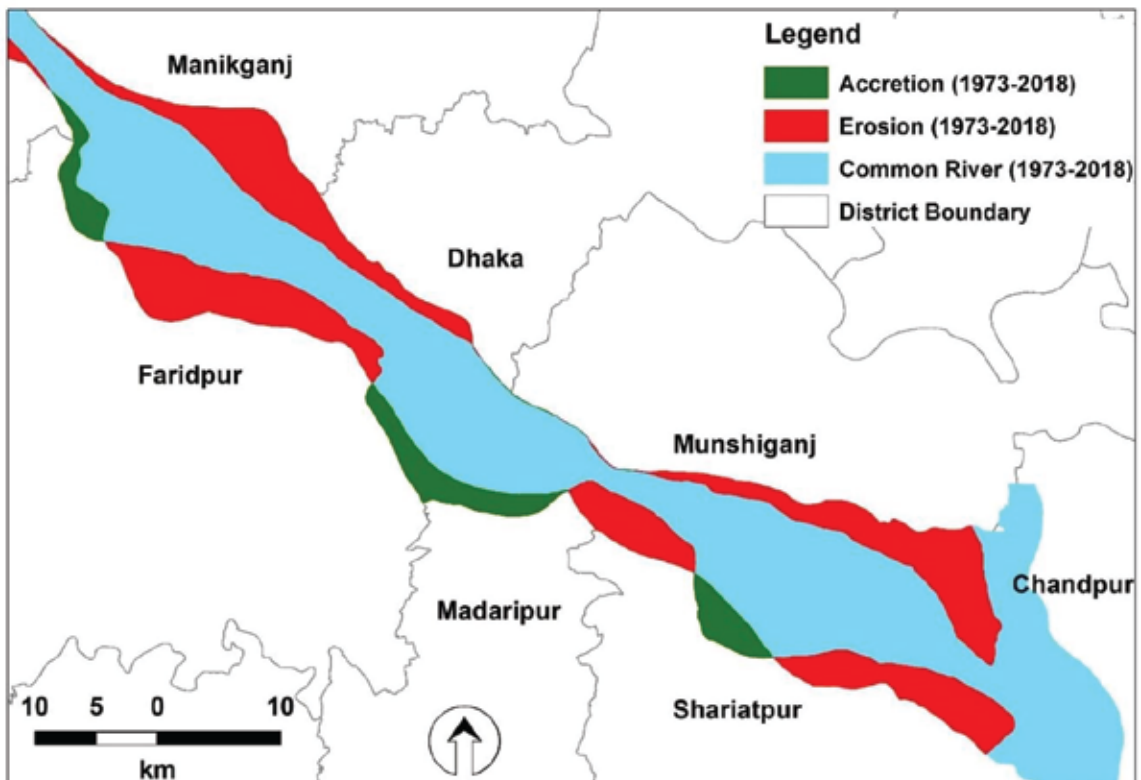 Legend
Manikganj
Accretion (1973-2018)
Erosion (1973-2018)
Common River (1973-2018)
District Boundary
Dhaka
Faridpur
Munshiganj
Chandpur
Madaripur
Shariatpur
10 5 0 10
km